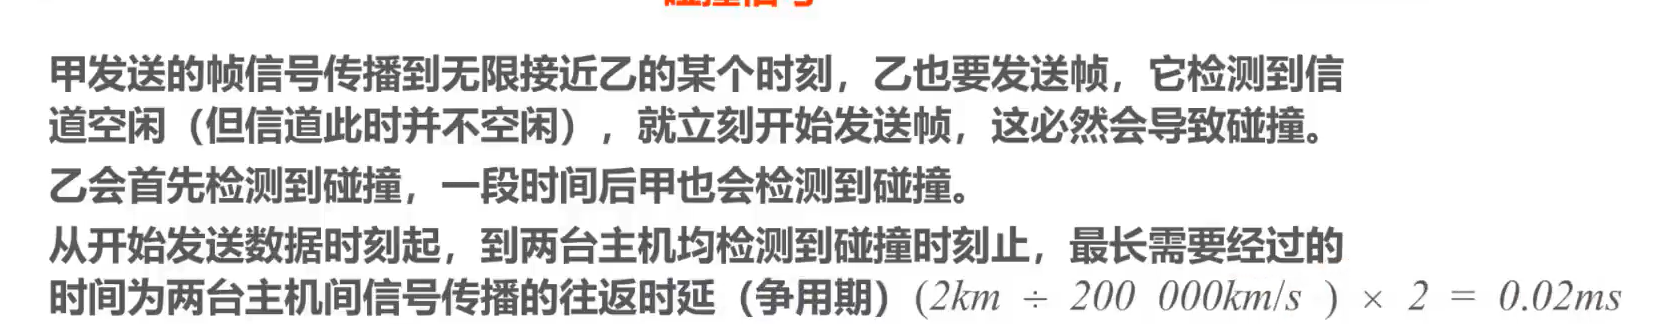 甲发送的帧信号传播到无限接近乙的某个时刻，乙也要发送帧，它检测到信
道空闲（但信道此时并不空闲），就立刻开始发送帧，这必然会导致碰撞。
乙会首先检测到碰撞，一段时间后甲也会检测到碰撞。
从开始发送数据时刻起，到两台主机均检测到碰撞时刻止，最长需要经过的
时间为两台主机间信号传播的往返时延（争用期）(2km ÷ 200 000km/s ) × 2 = 0.02ms